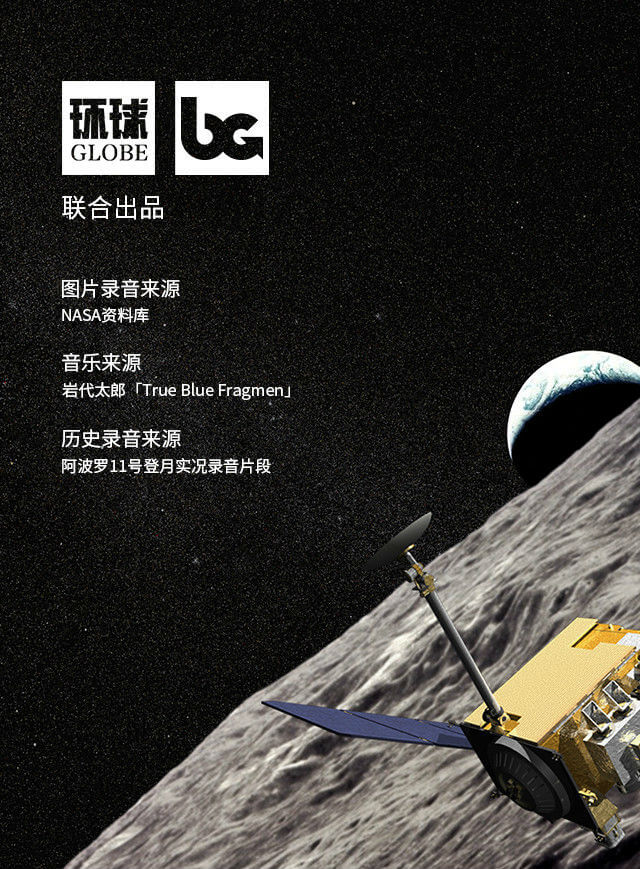 环球
GLOBE
bG
联合出品
图片录音来源
NASA资料库
音乐来源
岩代太郎「True Blue Fragmen」
历史录音来源
阿波罗11号登月实况录音片段